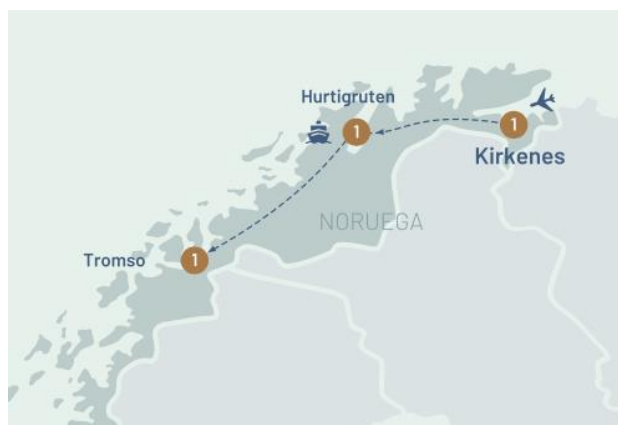 Hurtigruten
1
1
Kirkenes
NORUEGA
Tromso
1